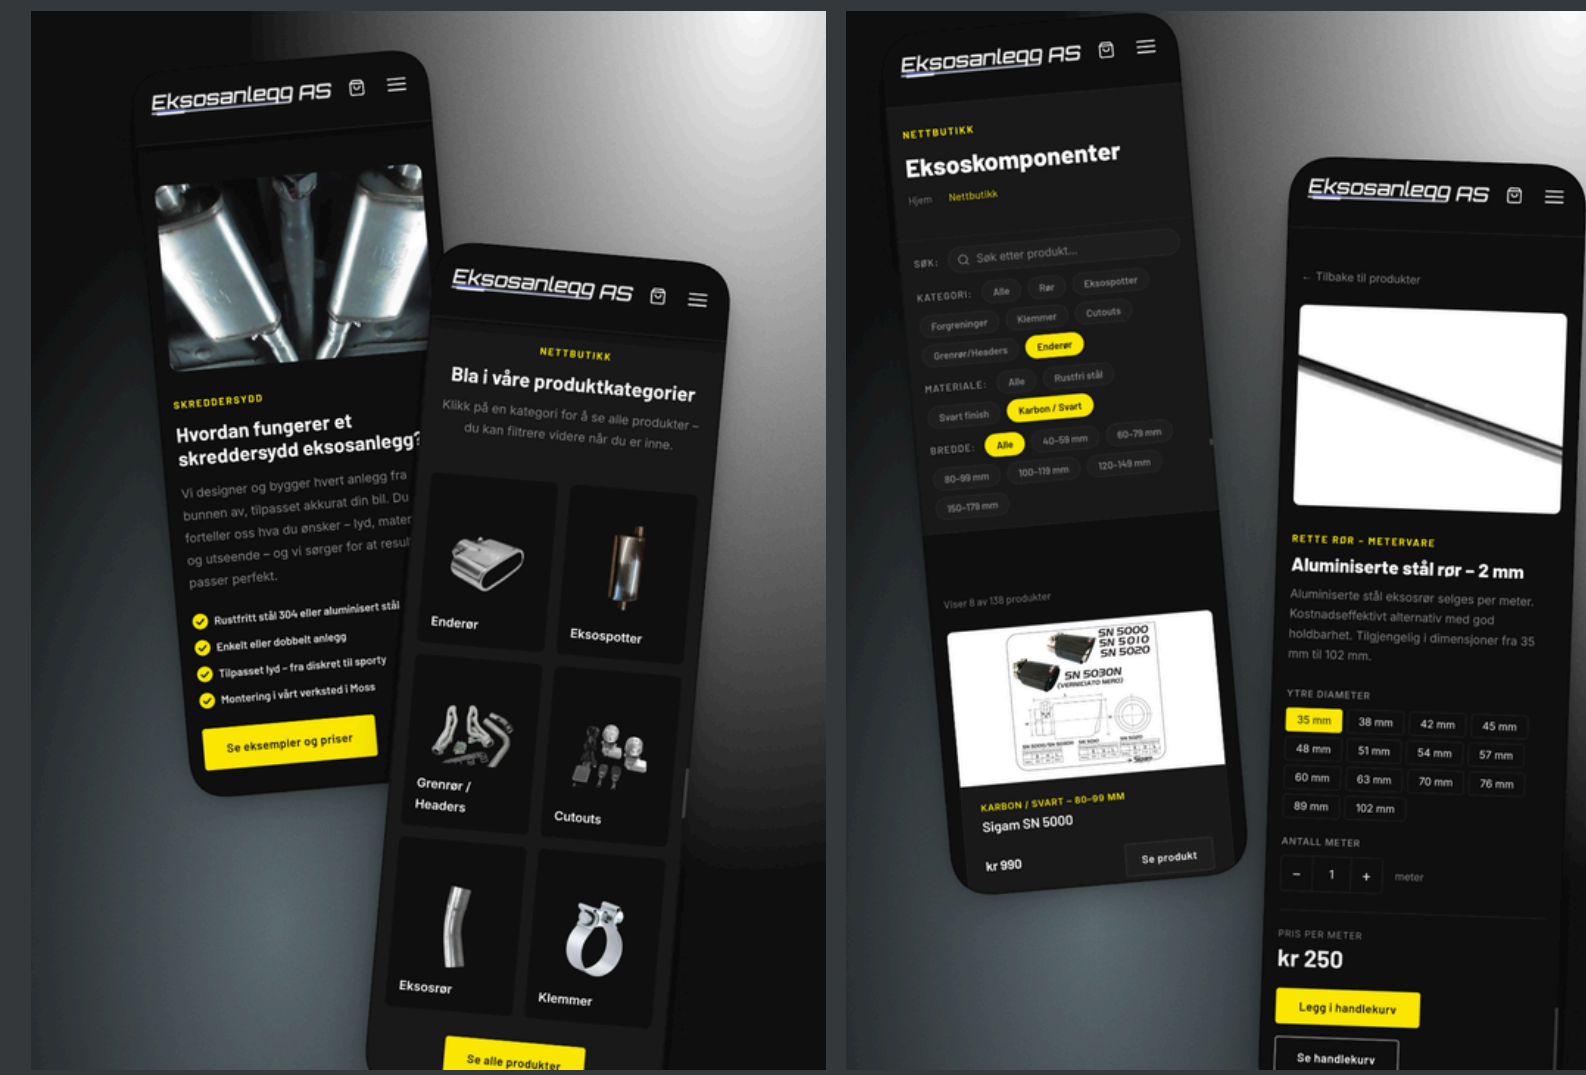 Eksosanlegg AS
SKREDDERSYDD
Hvordan fungerer et
skreddersydd eksosanlegg?
Vi designer og bygger hvert anlegg fra
bunnen av, tilpasset akkurat din bil. Du
forteller oss hva du ønsker – lyd, mater
og utseende – og vi sørger for at resul
passer perfekt.
Rustfritt stål 304 eller aluminisert stål
Enkelt eller dobbelt anlegg
Tilpasset lyd – fra diskret til sporty
Montering i vårt verksted i Moss
Se eksempler og priser
Eksosanlegg AS
NETTBUTIKK
Bla i våre produktkategorier
Klikk på en kategori for å se alle produkter –
du kan filtrere videre når du er inne.
Enderør
Eksospotter
Grenrør /
Headers
Cutouts
Eksosrør
Klemmer
Se alle produkter
Eksosanlegg AS
NETTBUTIKK
Eksoskomponenter
Hjem Nettbutikk
SØK: Søk etter produkt...
KATEGORI: Alle Rør Eksospotter
Forgreninger Klemmer Cutouts
Grenrør/Headers Enderør
MATERIALE: Alle Rustfri stål
Svart finish Karbon / Svart
BREDDE: Alle 40–59 mm 60–79 mm
80–99 mm 100–119 mm 120–149 mm
150–179 mm
Viser 8 av 138 produkter
SN 5000
SN 5010
SN 5020
SN 5030N
(VERNICIATO NERO)
Sigam
KARBON / SVART – 80–99 MM
Sigam SN 5000
kr 990
Se produkt
Eksosanlegg AS
← Tilbake til produkter
RETTE RØR – METERVARE
Aluminiserte stål rør – 2 mm
Aluminiserte stål eksosrør selges per meter.
Kostnadseffektivt alternativ med god
holdbarhet. Tilgjengelig i dimensjoner fra 35
mm til 102 mm.
YTRE DIAMETER
35 mm 38 mm 42 mm 45 mm
48 mm 51 mm 54 mm 57 mm
60 mm 63 mm 70 mm 76 mm
89 mm 102 mm
ANTALL METER
− 1 + meter
PRIS PER METER
kr 250
Legg i handlekurv
Se handlekurv